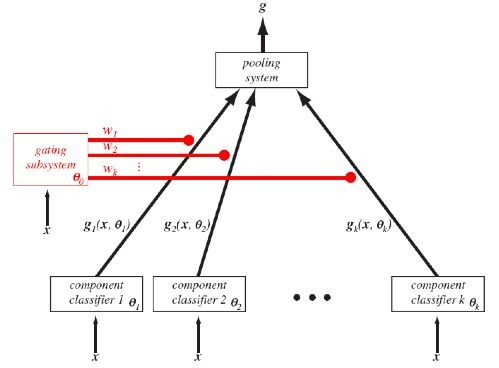 g
pooling
system
w1
w2
⋮
wk
gating
subsystem
θ0
x
g1(x, θ1)
g2(x, θ2)
gk(x, θk)
component
classifier 1 θ1
component
classifier 2 θ2
• • •
component
classifier k θk
x
x
x